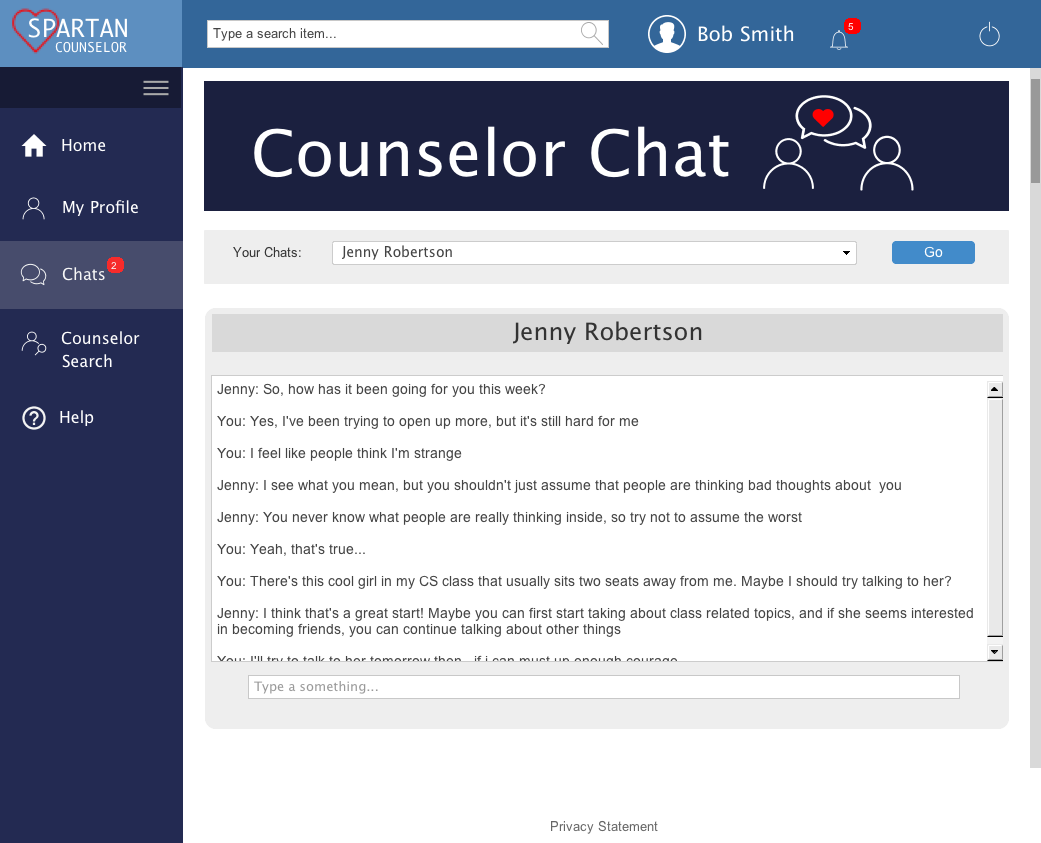 SPARTAN
COUNSELOR
Type a search item...
Bob Smith
5
Home
My Profile
Chats
2
Counselor
Search
Help
Counselor Chat
Your Chats:
Jenny Robertson
Go
Jenny Robertson
Jenny: So, how has it been going for you this week?
You: Yes, I've been trying to open up more, but it's still hard for me
You: I feel like people think I'm strange
Jenny: I see what you mean, but you shouldn't just assume that people are thinking bad thoughts about  you
Jenny: You never know what people are really thinking inside, so try not to assume the worst
You: Yeah, that's true...
You: There's this cool girl in my CS class that usually sits two seats away from me. Maybe I should try talking to her?
Jenny: I think that's a great start! Maybe you can first start taking about class related topics, and if she seems interested
in becoming friends, you can continue talking about other things
You: I'll try to talk to her tomorrow then...if i can must up enough courage
Type a something...
Privacy Statement